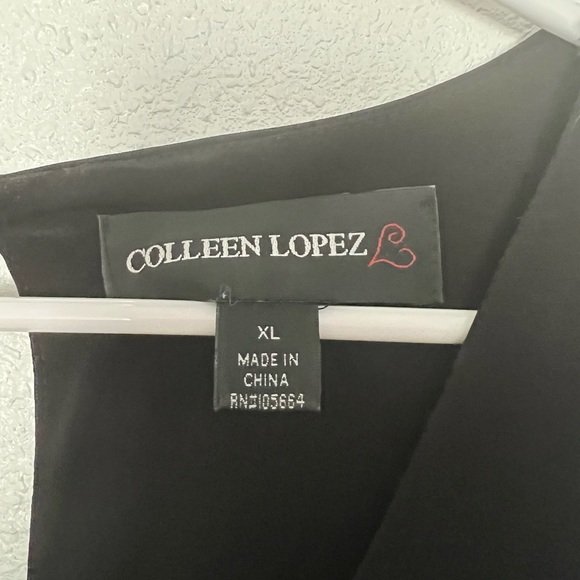 COLLEEN LOPEZ
XL
MADE IN
CHINA
RN#105664